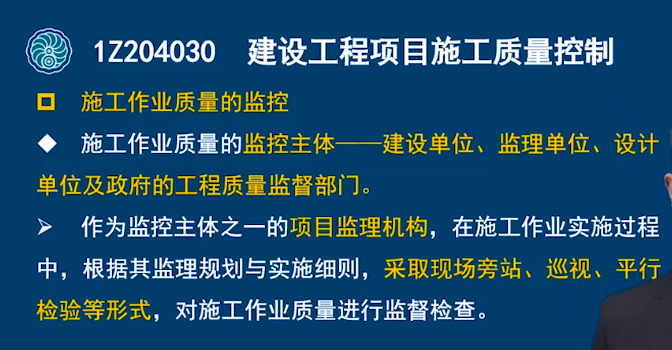 1Z204030 建设工程项目施工质量控制
施工作业质量的监控
施工作业质量的监控主体——建设单位、监理单位、设计
单位及政府的工程质量监督部门。
作为监控主体之一的项目监理机构，在施工作业实施过程
中，根据其监理规划与实施细则，采取现场旁站、巡视、平行
检验等形式，对施工作业质量进行监督检查。